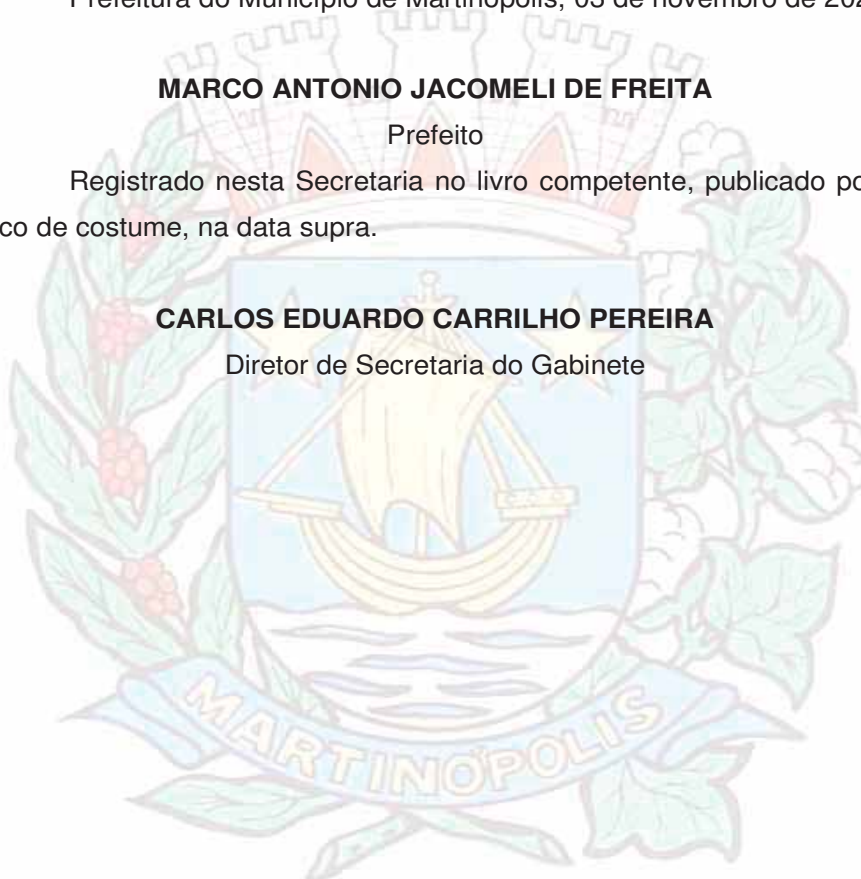 Prefeitura do Município de Martinópolis, 03 de novembro de 202
MARCO ANTONIO JACOMELI DE FREITA
Prefeito
Registrado nesta Secretaria no livro competente, publicado po
co de costume, na data supra.
CARLOS EDUARDO CARRILHO PEREIRA
Diretor de Secretaria do Gabinete
MARTINÓPOLIS